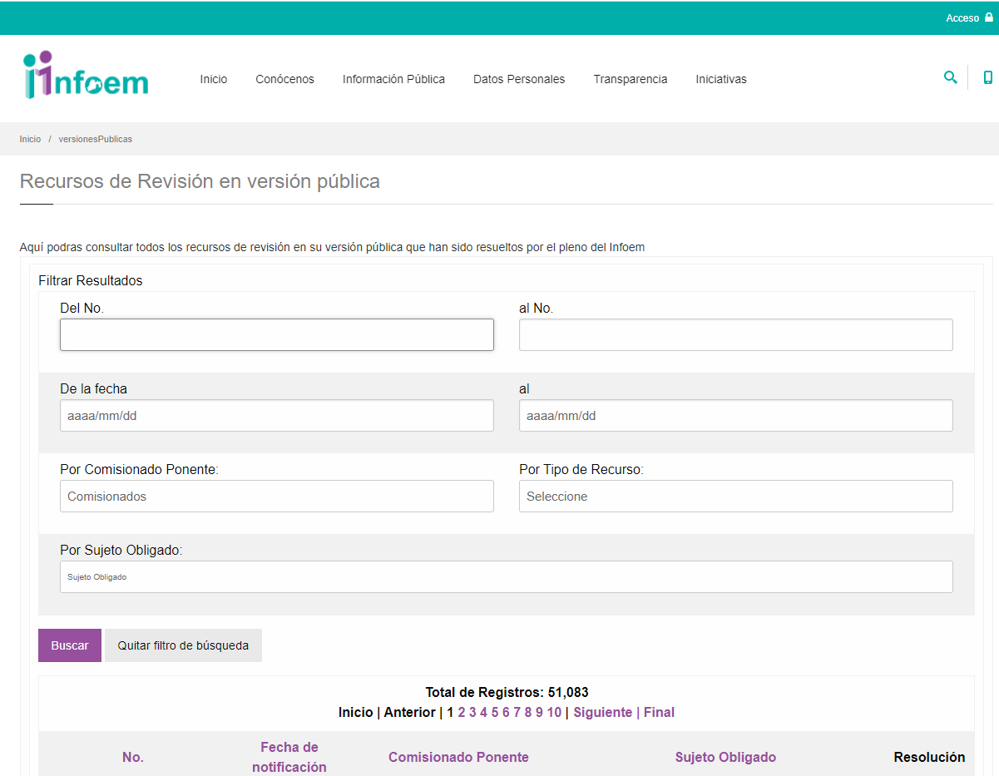 Acceso
infoem
Inicio Conócenos Información Pública Datos Personales Transparencia Iniciativas
Inicio / versionesPublicas
Recursos de Revisión en versión pública
Aquí podras consultar todos los recursos de revisión en su versión pública que han sido resueltos por el pleno del Infoem
Filtrar Resultados
Del No. al No.
De la fecha al
aaaa/mm/dd aaaa/mm/dd
Por Comisionado Ponente: Por Tipo de Recurso:
Comisionados Seleccione
Por Sujeto Obligado:
Sujeto Obligado
Buscar Quitar filtro de búsqueda
Total de Registros: 51,083
Inicio | Anterior | 1 2 3 4 5 6 7 8 9 10 | Siguiente | Final
No. Fecha de notificación Comisionado Ponente Sujeto Obligado Resolución